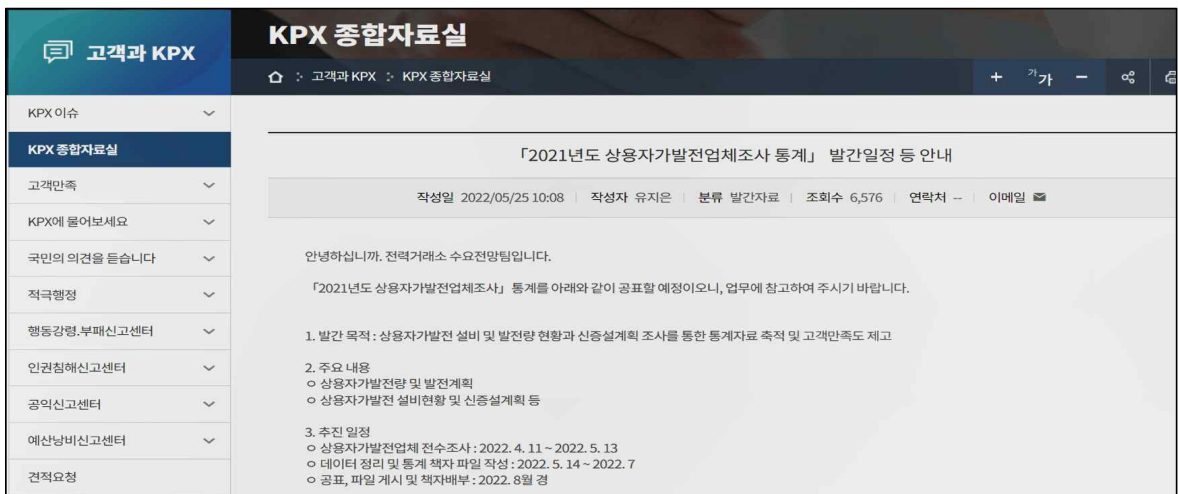 고객과 KPX
KPX 종합자료실
고객과 KPX : KPX 종합자료실
+ 가가 −
KPX 이슈
KPX 종합자료실
고객만족
KPX에 물어보세요
국민의 의견을 듣습니다
적극행정
행동강령.부패신고센터
인권침해신고센터
공익신고센터
예산낭비신고센터
견적요청
「2021년도 상용자가발전업체조사 통계」 발간일정 등 안내
작성일 2022/05/25 10:08 | 작성자 유지은 | 분류 발간자료 | 조회수 6,576 | 연락처 -- | 이메일
안녕하십니까. 전력거래소 수요전망팀입니다.
「2021년도 상용자가발전업체조사」 통계를 아래와 같이 공표할 예정이오니, 업무에 참고하여 주시기 바랍니다.
1. 발간 목적 : 상용자가발전 설비 및 발전량 현황과 신증설계획 조사를 통한 통계자료 축적 및 고객만족도 제고
2. 주요 내용
ㅇ 상용자가발전량 및 발전계획
ㅇ 상용자가발전 설비현황 및 신증설계획 등
3. 추진 일정
ㅇ 상용자가발전업체 전수조사 : 2022. 4. 11 ~ 2022. 5. 13
ㅇ 데이터 정리 및 통계 책자 파일 작성 : 2022. 5. 14 ~ 2022. 7
ㅇ 공표, 파일 게시 및 책자배부 : 2022. 8월 경